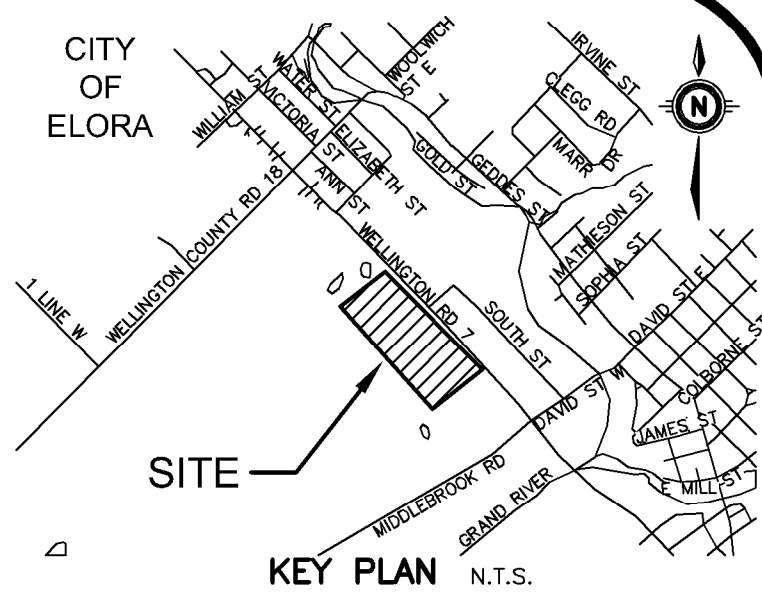 CITY
OF
ELORA
WOOLWICH
ST E
IRVINE ST
CLEGG RD
MARR DR
N
WATER ST
WILLIAM ST
VICTORIA ST
ELIZABETH ST
ANN ST
GOLD ST
GEDDES ST
MATHIESON ST
SOPHIA ST
WELLINGTON COUNTY RD 18
1 LINE W
WELLINGTON RD 7
SOUTH ST
DAVID ST E
COLBORNE ST
DAVID ST W
JAMES ST
E MILL ST
SITE
MIDDLEBROOK RD
GRAND RIVER
KEY PLAN N.T.S.